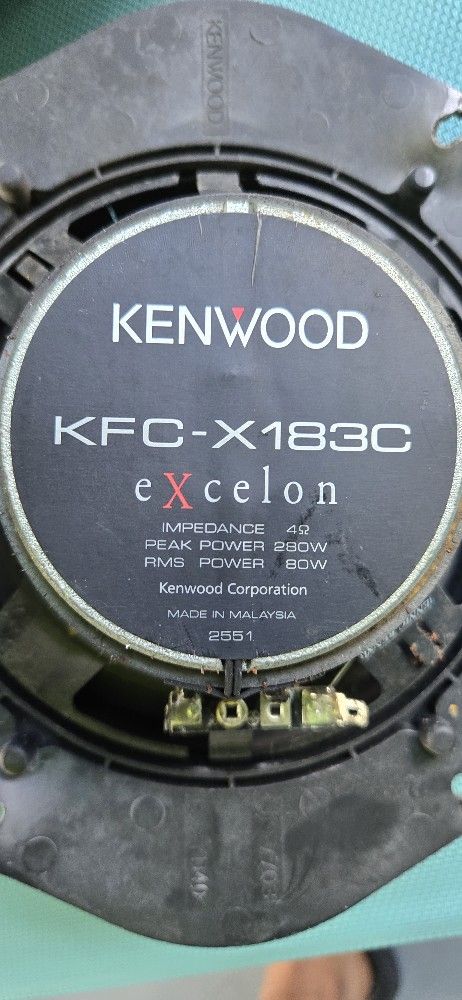 KENWOOD
KENWOOD
KFC-X183C
eXcelon
IMPEDANCE 4Ω
PEAK POWER 280W
RMS POWER 80W
Kenwood Corporation
MADE IN MALAYSIA
2551